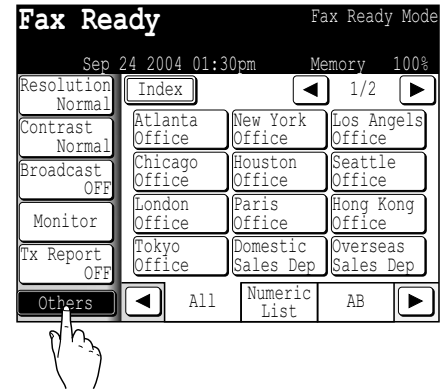 Fax Ready
Fax Ready Mode
Sep 24 2004 01:30pm Memory 100%
Resolution
Normal
Contrast
Normal
Broadcast
OFF
Monitor
Tx Report
OFF
Others
Index
1/2
Atlanta
Office
New York
Office
Los Angels
Office
Chicago
Office
Houston
Office
Seattle
Office
London
Office
Paris
Office
Hong Kong
Office
Tokyo
Office
Domestic
Sales Dep
Overseas
Sales Dep
All
Numeric
List
AB